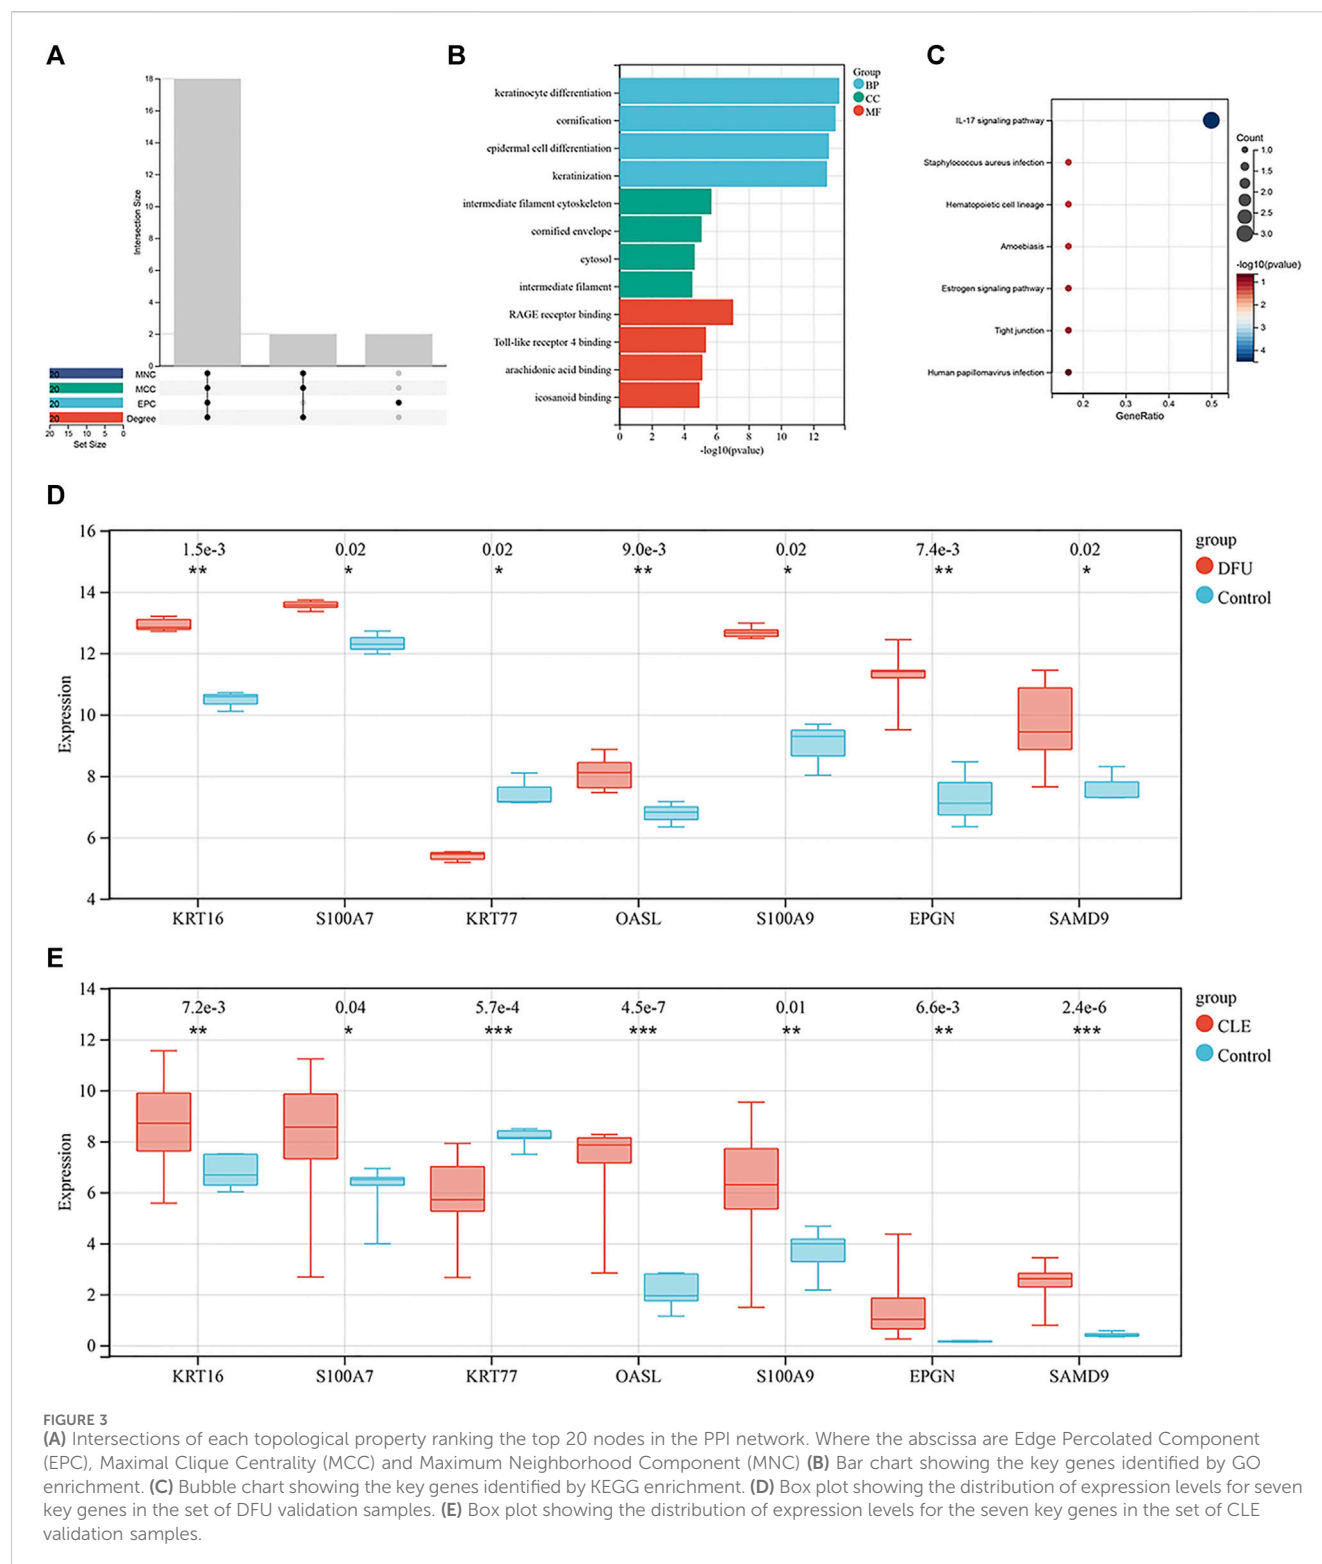 A
Intersection Size
18
16
14
12
10
8
6
4
2
0
20 MNC
20 MCC
20 EPC
20 Degree
20 15 10 5 0
Set Size
B
keratinocyte differentiation
cornification
epidermal cell differentiation
keratinization
intermediate filament cytoskeleton
cornified envelope
cytosol
intermediate filament
RAGE receptor binding
Toll-like receptor 4 binding
arachidonic acid binding
icosanoid binding
0 2 4 6 8 10 12
-log10(pvalue)
Group
BP
CC
MF
C
IL-17 signaling pathway
Staphylococcus aureus infection
Hematopoietic cell lineage
Amoebiasis
Estrogen signaling pathway
Tight junction
Human papillomavirus infection
0.2 0.3 0.4 0.5
GeneRatio
Count
1.0
1.5
2.0
2.5
3.0
-log10(pvalue)
1
2
3
4
D
Expression
16
14
12
10
8
6
4
1.5e-3 0.02 0.02 9.0e-3 0.02 7.4e-3 0.02
** * * ** * ** *
KRT16 S100A7 KRT77 OASL S100A9 EPGN SAMD9
group
DFU
Control
E
Expression
14
12
10
8
6
4
2
0
7.2e-3 0.04 5.7e-4 4.5e-7 0.01 6.6e-3 2.4e-6
** * *** *** ** ** ***
KRT16 S100A7 KRT77 OASL S100A9 EPGN SAMD9
group
CLE
Control
FIGURE 3
(A) Intersections of each topological property ranking the top 20 nodes in the PPI network. Where the abscissa are Edge Percolated Component
(EPC), Maximal Clique Centrality (MCC) and Maximum Neighborhood Component (MNC) (B) Bar chart showing the key genes identified by GO
enrichment. (C) Bubble chart showing the key genes identified by KEGG enrichment. (D) Box plot showing the distribution of expression levels for seven
key genes in the set of DFU validation samples. (E) Box plot showing the distribution of expression levels for the seven key genes in the set of CLE
validation samples.